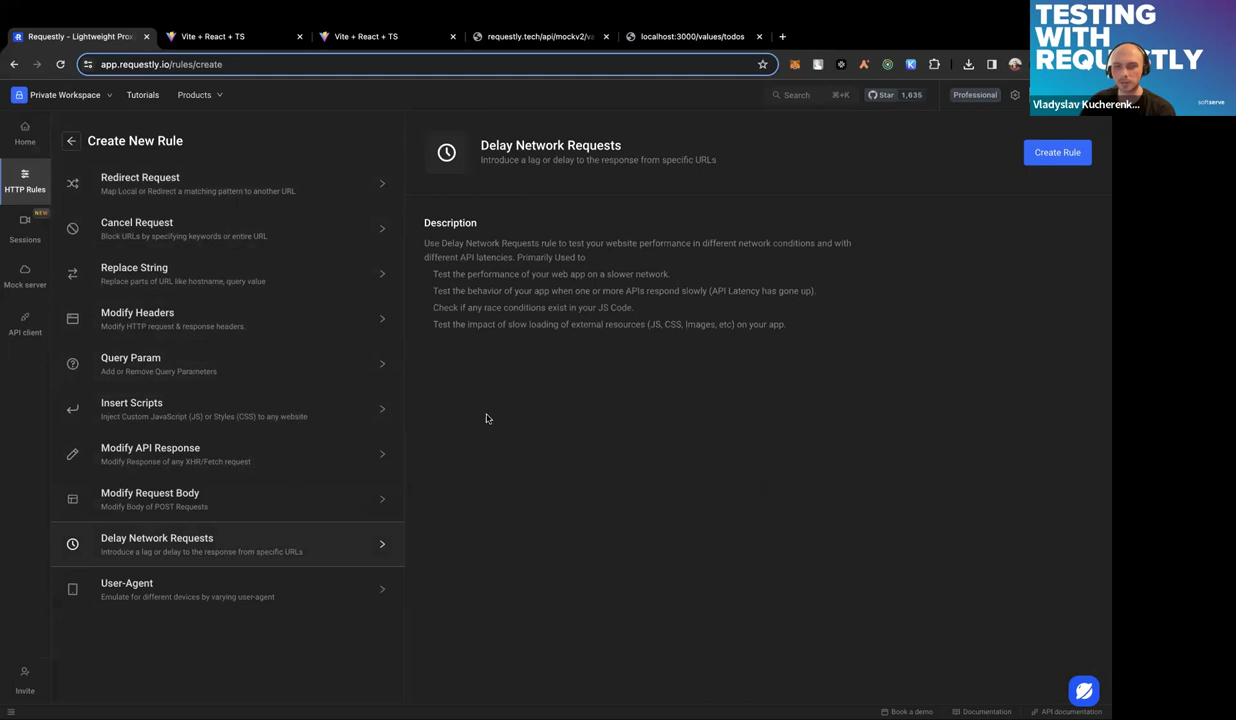 Requestly - Lightweight Prox
Vite + React + TS
Vite + React + TS
requestly.tech/api/mockv2/va
localhost:3000/values/todos
app.requestly.io/rules/create
TESTING
WITH
REQUESTLY
Vladyslav Kucherenk...
softserve
Private Workspace
Tutorials
Products
Search
⌘+K
Star
1,635
Professional
Home
HTTP Rules
NEW
Sessions
Mock server
API client
Invite
Create New Rule
Redirect Request
Map Local or Redirect a matching pattern to another URL
Cancel Request
Block URLs by specifying keywords or entire URL
Replace String
Replace parts of URL like hostname, query value
Modify Headers
Modify HTTP request & response headers.
Query Param
Add or Remove Query Parameters
Insert Scripts
Inject Custom JavaScript (JS) or Styles (CSS) to any website
Modify API Response
Modify Response of any XHR/Fetch request
Modify Request Body
Modify Body of POST Requests
Delay Network Requests
Introduce a lag or delay to the response from specific URLs
User-Agent
Emulate for different devices by varying user-agent
Delay Network Requests
Introduce a lag or delay to the response from specific URLs
Create Rule
Description
Use Delay Network Requests rule to test your website performance in different network conditions and with
different API latencies. Primarily Used to
Test the performance of your web app on a slower network.
Test the behavior of your app when one or more APIs respond slowly (API Latency has gone up).
Check if any race conditions exist in your JS Code.
Test the impact of slow loading of external resources (JS, CSS, Images, etc) on your app.
Book a demo
Documentation
API documentation